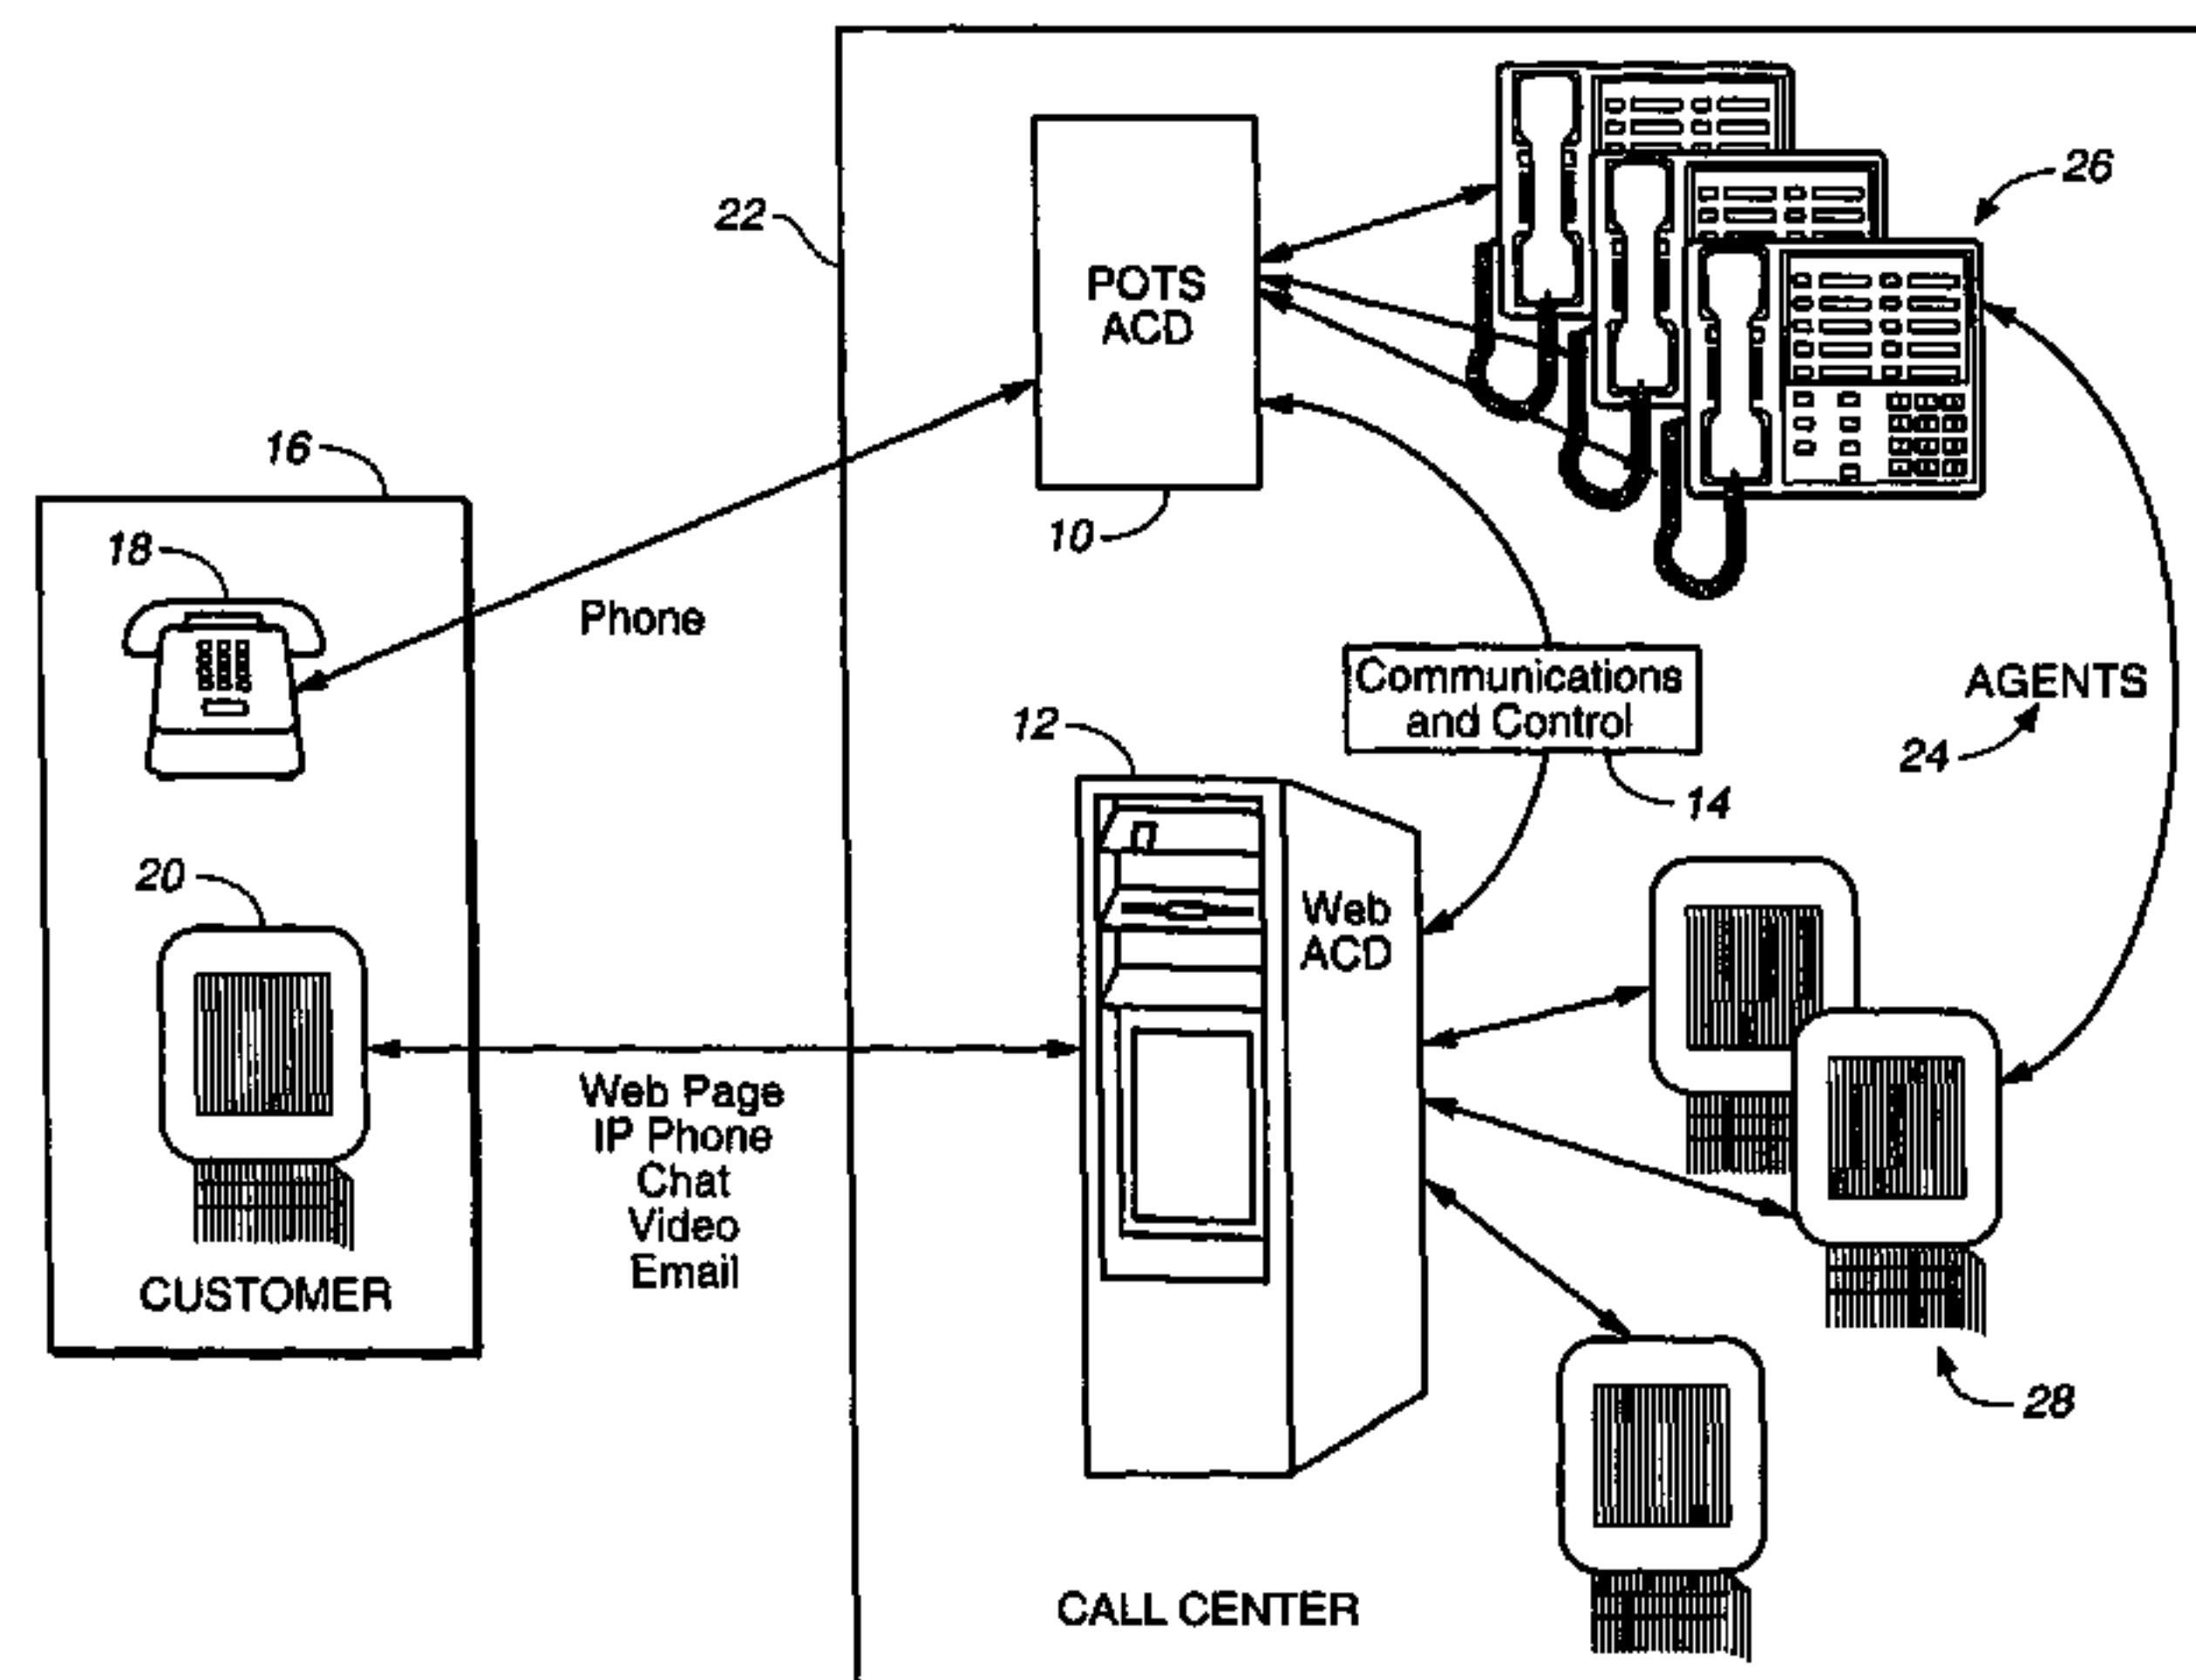 26
22
POTS
ACD
16
10
18
Phone
Communications
and Control
AGENTS
12
24
14
20
Web
ACD
Web Page
IP Phone
Chat
Video
Email
CUSTOMER
28
CALL CENTER